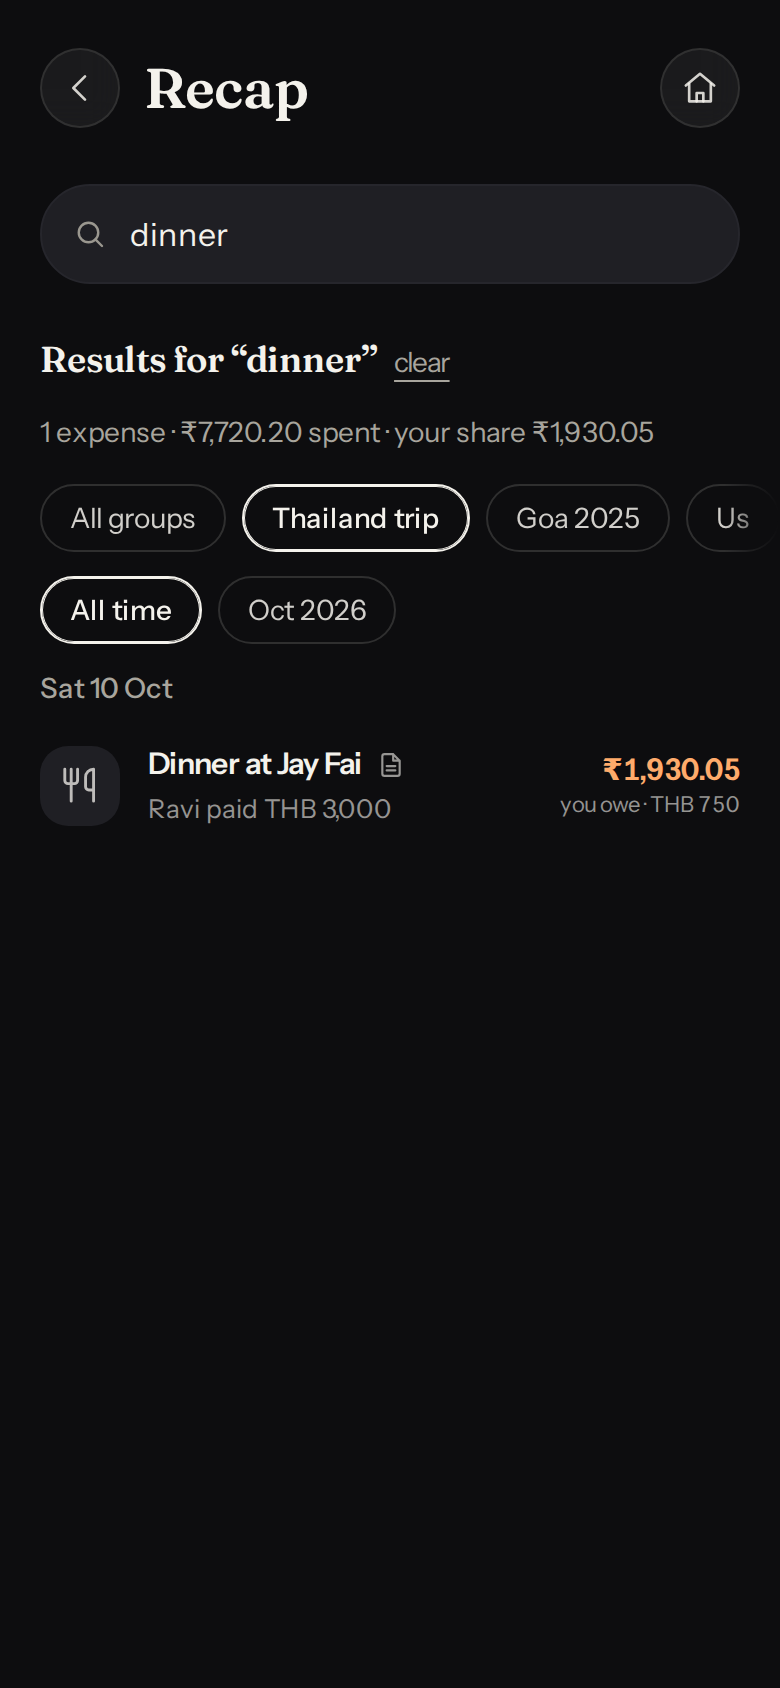 Recap
dinner
Results for “dinner” clear
1 expense · ₹7,720.20 spent · your share ₹1,930.05
All groups Thailand trip Goa 2025 Us
All time Oct 2026
Sat 10 Oct
Dinner at Jay Fai ₹1,930.05
Ravi paid THB 3,000 you owe · THB 750